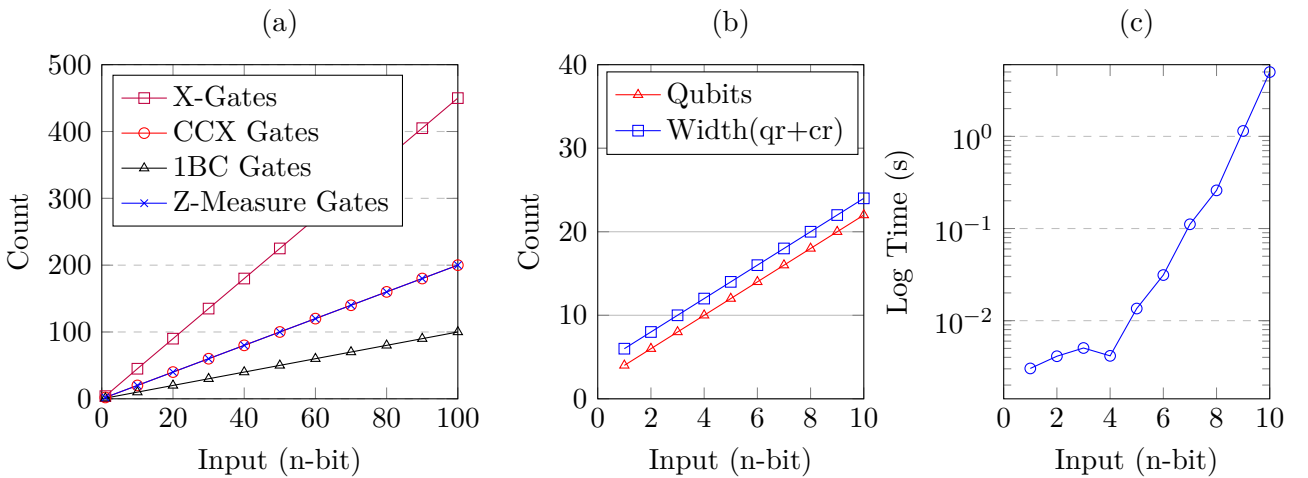 (a)
500
400
300
200
100
0
0 20 40 60 80 100
Count
Input (n-bit)
X-Gates
CCX Gates
1BC Gates
Z-Measure Gates
(b)
40
30
20
10
0
0 2 4 6 8 10
Count
Input (n-bit)
Qubits
Width(qr+cr)
(c)
10^0
10^-1
10^-2
0 2 4 6 8 10
Log Time (s)
Input (n-bit)